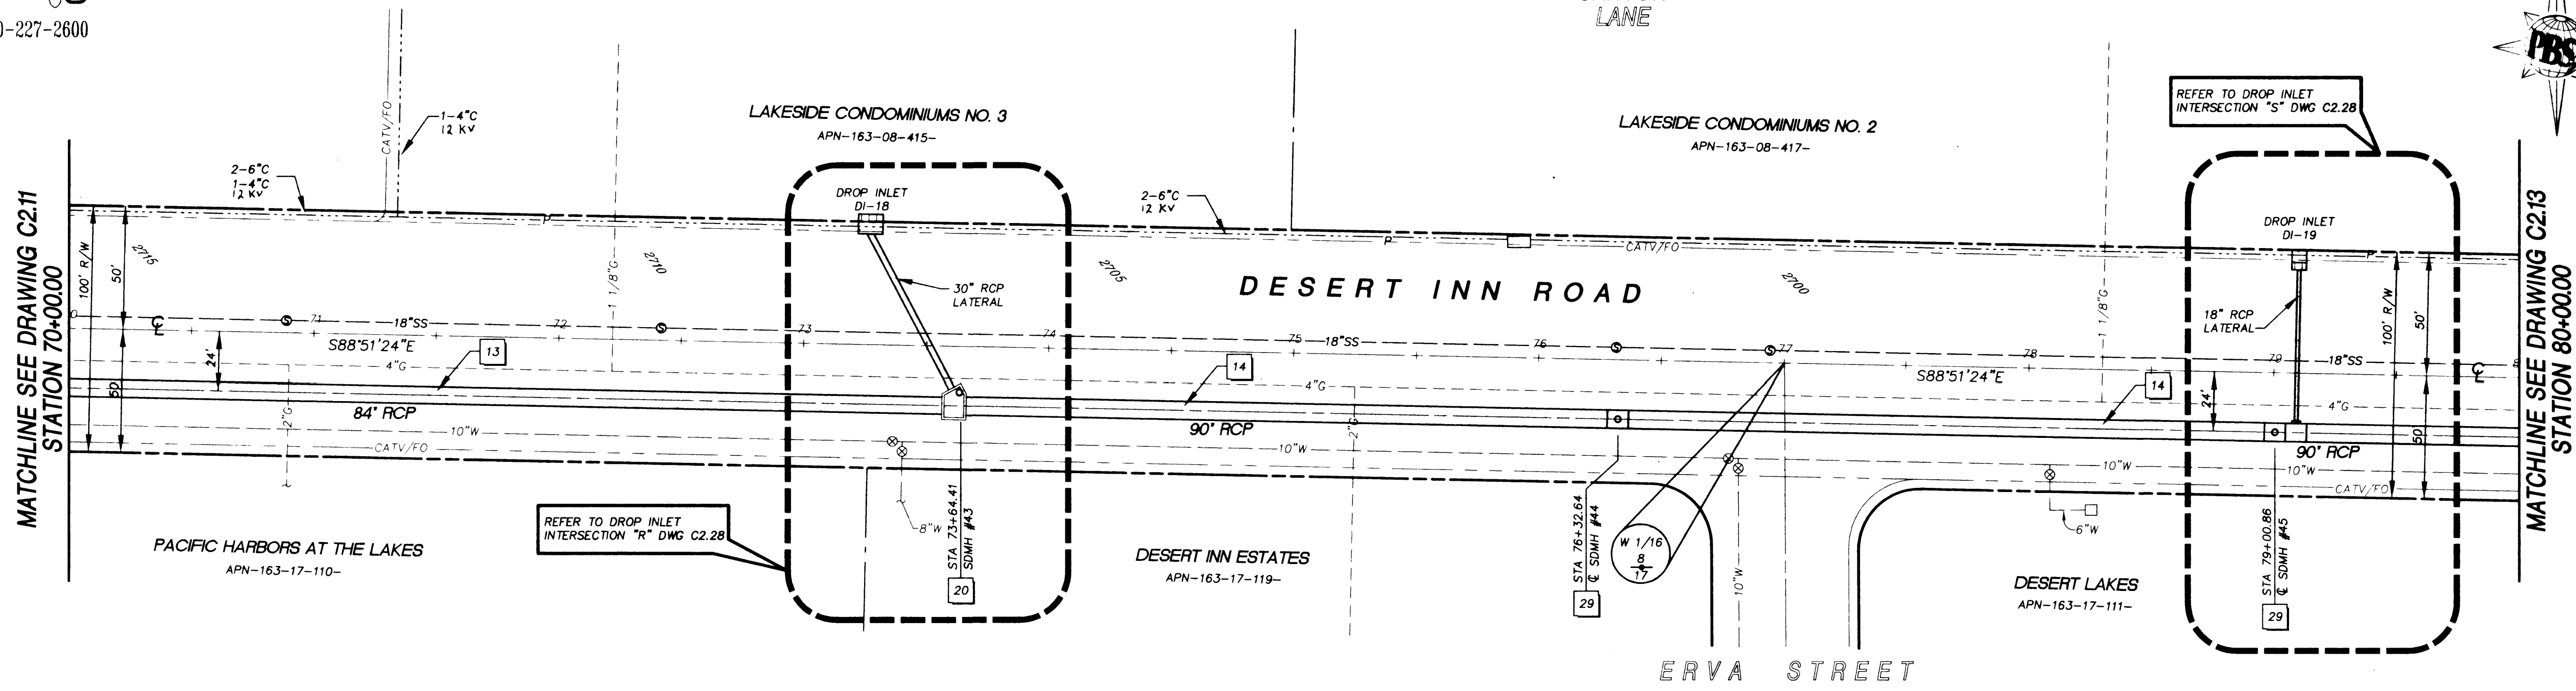 0-227-2600
LANE
PBS
REFER TO DROP INLET
INTERSECTION "S" DWG C2.28
CATV/FO
1-4"C
12 KV
LAKESIDE CONDOMINIUMS NO. 3
APN-163-08-415-
LAKESIDE CONDOMINIUMS NO. 2
APN-163-08-417-
2-6"C
1-4"C
12 KV
DROP INLET
DI-18
2-6"C
12 KV
DROP INLET
DI-19
MATCHLINE SEE DRAWING C2.11
STATION 70+00.00
100' R/W
50'
50'
2715
P
1 1/8"G
2710
30" RCP
LATERAL
2705
DESERT INN ROAD
P
CATV/FO
2700
1 1/8"G
18" RCP
LATERAL
P
100' R/W
50'
50'
MATCHLINE SEE DRAWING C2.13
STATION 80+00.00
0
71
18"SS
72
73
74
75
18"SS
76
77
78
79
18"SS
8
S88°51'24"E
24'
13
4"G
14
4"G
S88°51'24"E
14
24'
4"G
84" RCP
2"G
10"W
CATV/FO
90" RCP
2"G
10"W
10"W
90" RCP
10"W
CATV/FO
8"W
6"W
REFER TO DROP INLET
INTERSECTION "R" DWG C2.28
STA 73+64.41
SDMH #43
20
STA 76+32.64
℄ SDMH #44
29
W 1/16
8
17
10"W
STA 79+00.86
℄ SDMH #45
29
PACIFIC HARBORS AT THE LAKES
APN-163-17-110-
DESERT INN ESTATES
APN-163-17-119-
DESERT LAKES
APN-163-17-111-
ERVA STREET